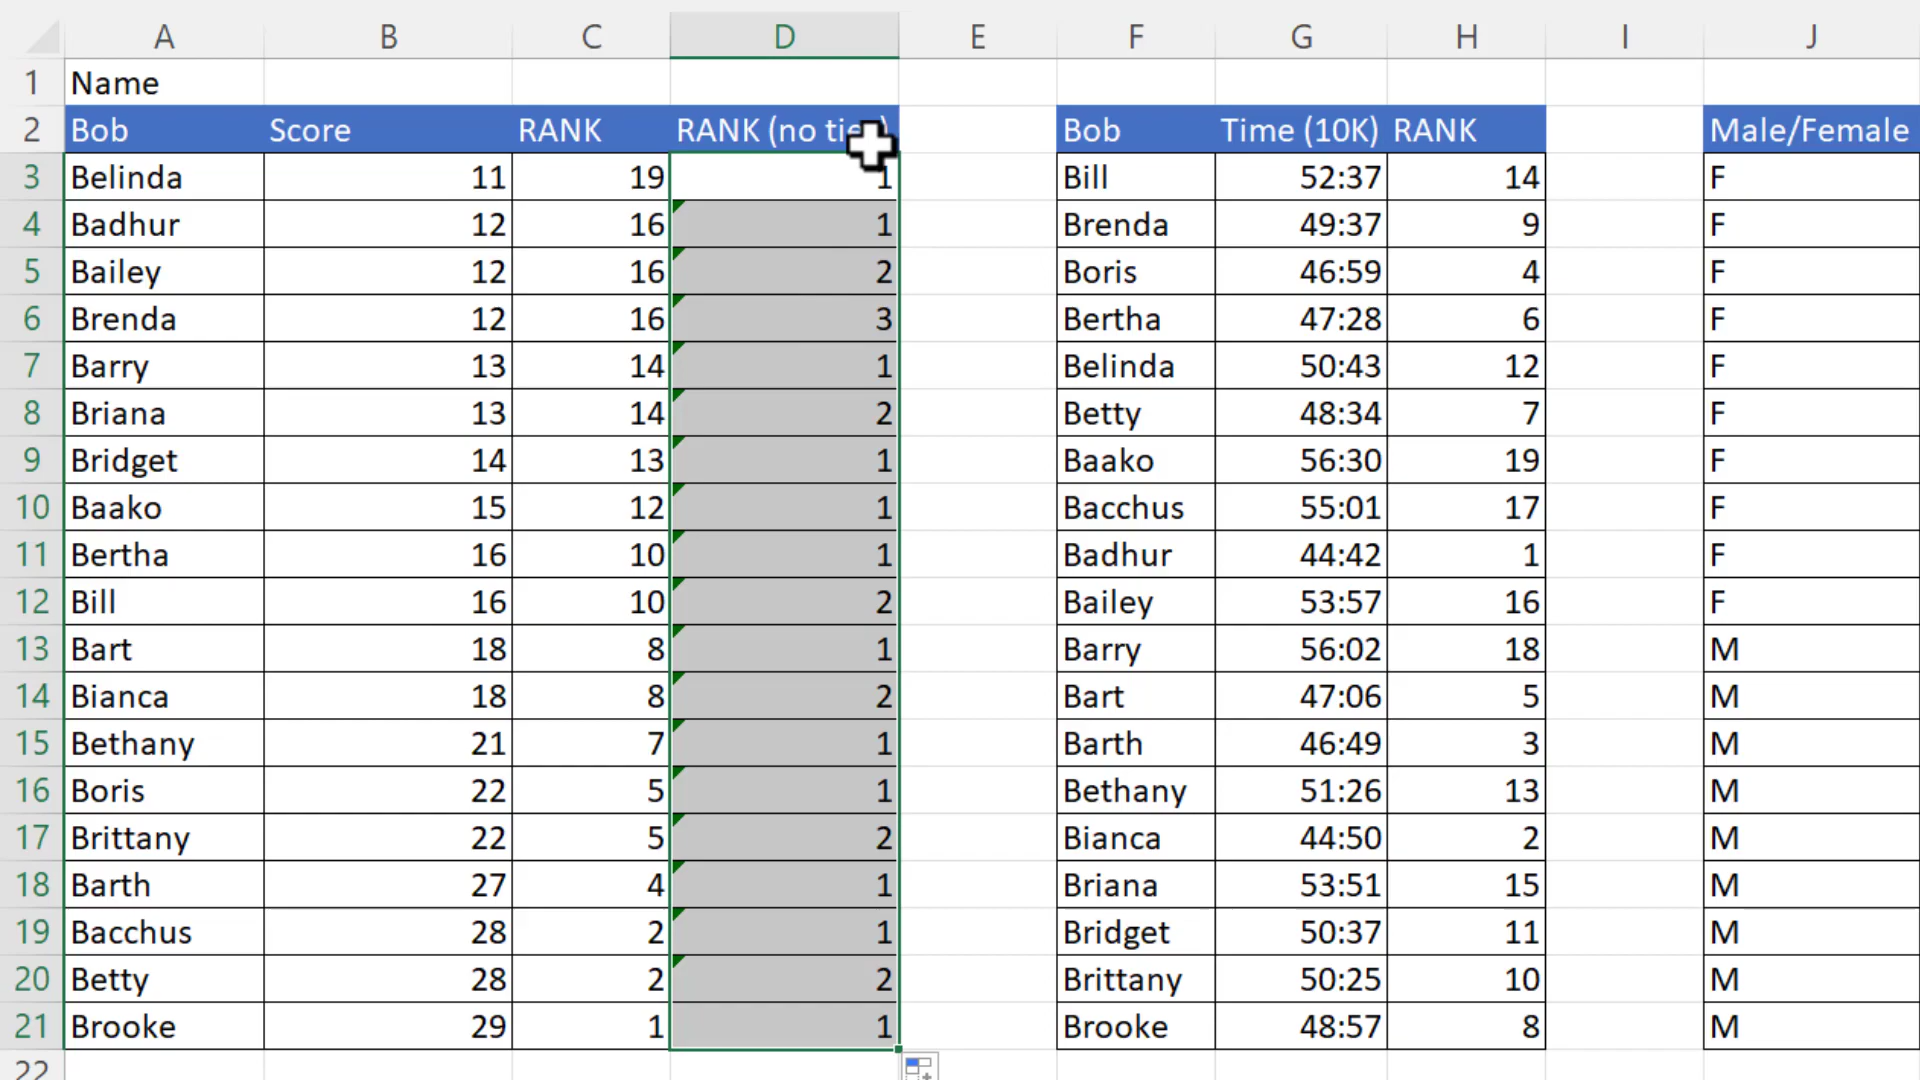 A B C D E F G H I J
1 Name
2 Bob Score RANK RANK (no tie) Bob Time (10K) RANK Male/Female
3 Belinda 11 19 1 Bill 52:37 14 F
4 Badhur 12 16 1 Brenda 49:37 9 F
5 Bailey 12 16 2 Boris 46:59 4 F
6 Brenda 12 16 3 Bertha 47:28 6 F
7 Barry 13 14 1 Belinda 50:43 12 F
8 Briana 13 14 2 Betty 48:34 7 F
9 Bridget 14 13 1 Baako 56:30 19 F
10 Baako 15 12 1 Bacchus 55:01 17 F
11 Bertha 16 10 1 Badhur 44:42 1 F
12 Bill 16 10 2 Bailey 53:57 16 F
13 Bart 18 8 1 Barry 56:02 18 M
14 Bianca 18 8 2 Bart 47:06 5 M
15 Bethany 21 7 1 Barth 46:49 3 M
16 Boris 22 5 1 Bethany 51:26 13 M
17 Brittany 22 5 2 Bianca 44:50 2 M
18 Barth 27 4 1 Briana 53:51 15 M
19 Bacchus 28 2 1 Bridget 50:37 11 M
20 Betty 28 2 2 Brittany 50:25 10 M
21 Brooke 29 1 1 Brooke 48:57 8 M
22